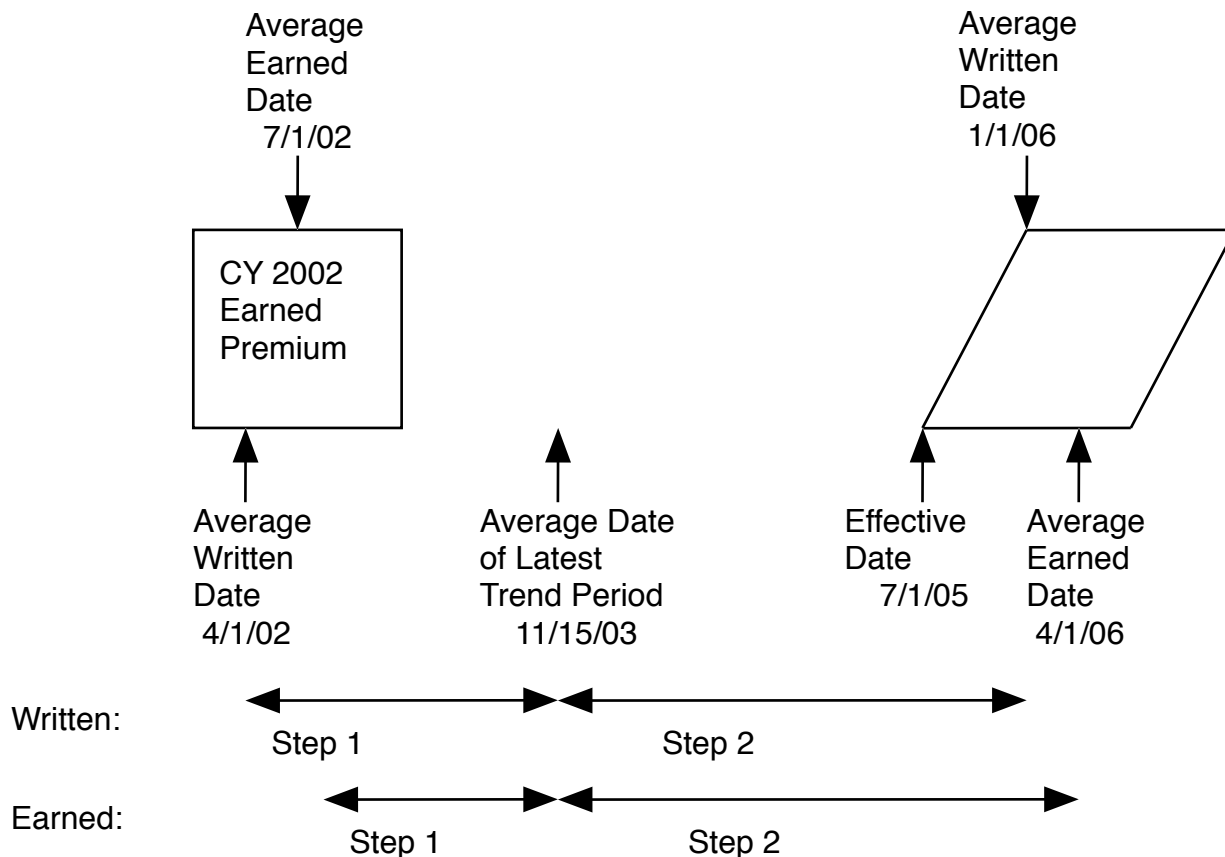 Average
Earned
Date
7/1/02
Average
Written
Date
1/1/06
CY 2002
Earned
Premium
Average
Written
Date
4/1/02
Average Date
of Latest
Trend Period
11/15/03
Effective
Date
7/1/05
Average
Earned
Date
4/1/06
Written:
Step 1
Step 2
Earned:
Step 1
Step 2